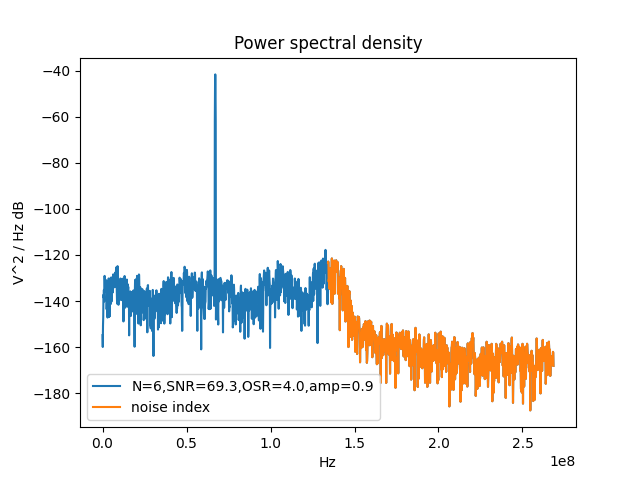 Power spectral density
V^2 / Hz dB
−40
−60
−80
−100
−120
−140
−160
−180
N=6,SNR=69.3,OSR=4.0,amp=0.9
noise index
0.0 0.5 1.0 1.5 2.0 2.5
1e8
Hz